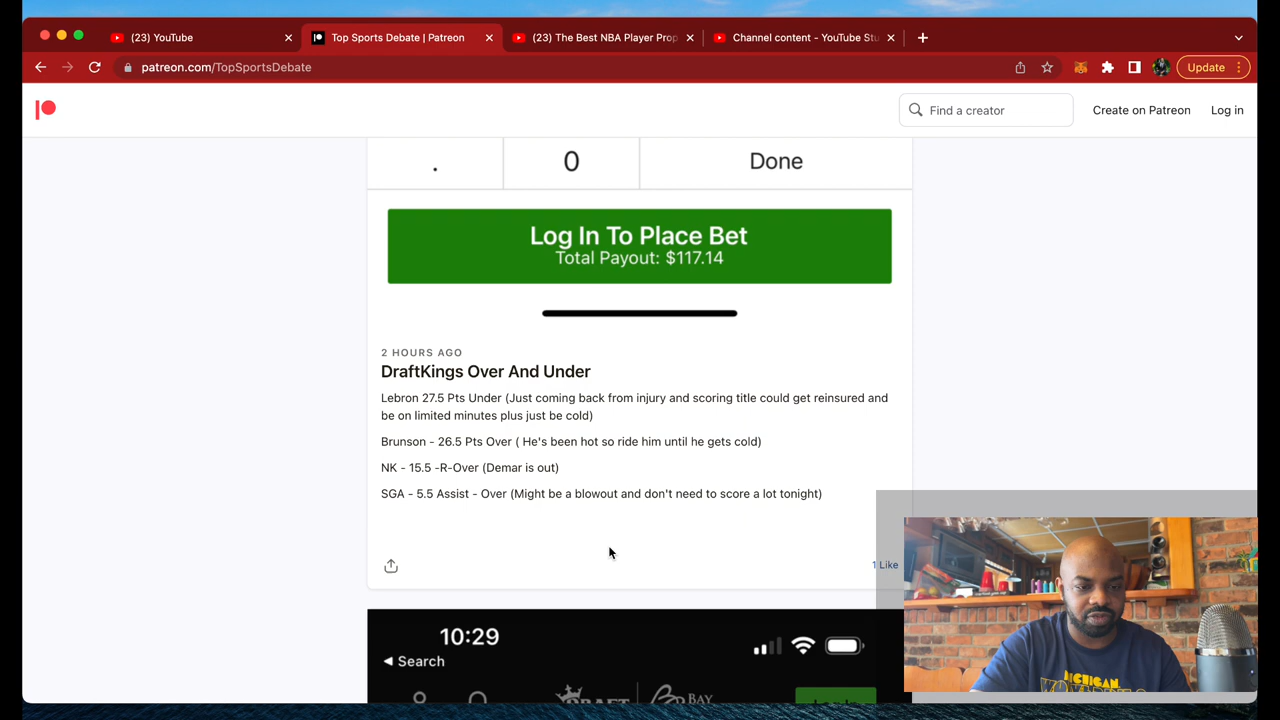 (23) YouTube
Top Sports Debate | Patreon
(23) The Best NBA Player Prop
Channel content - YouTube Stu
patreon.com/TopSportsDebate
Update
Find a creator
Create on Patreon
Log in
. 0 Done
Log In To Place Bet
Total Payout: $117.14
2 HOURS AGO
DraftKings Over And Under
Lebron 27.5 Pts Under (Just coming back from injury and scoring title could get reinsured and
be on limited minutes plus just be cold)
Brunson - 26.5 Pts Over ( He's been hot so ride him until he gets cold)
NK - 15.5 -R-Over (Demar is out)
SGA - 5.5 Assist - Over (Might be a blowout and don't need to score a lot tonight)
1 Like
10:29
Search
DRAFT
BAY
MICHIGAN